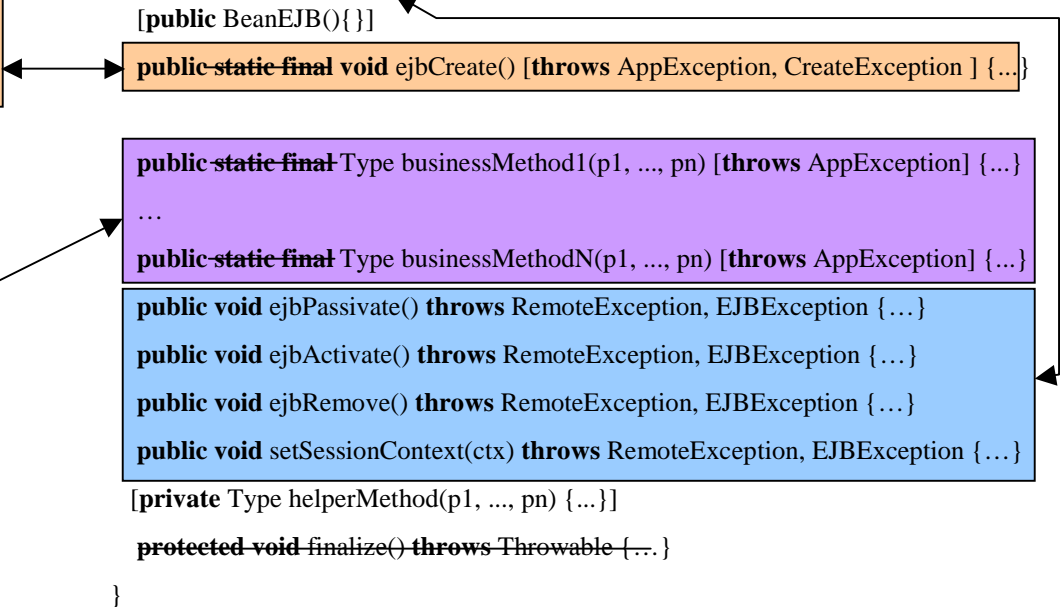 [public BeanEJB(){}]
public static final void ejbCreate() [throws AppException, CreateException ] {...}
public static final Type businessMethod1(p1, ..., pn) [throws AppException] {...}
…
public static final Type businessMethodN(p1, ..., pn) [throws AppException] {...}
public void ejbPassivate() throws RemoteException, EJBException {…}
public void ejbActivate() throws RemoteException, EJBException {…}
public void ejbRemove() throws RemoteException, EJBException {…}
public void setSessionContext(ctx) throws RemoteException, EJBException {…}
[private Type helperMethod(p1, ..., pn) {...}]
protected void finalize() throws Throwable {….}
}